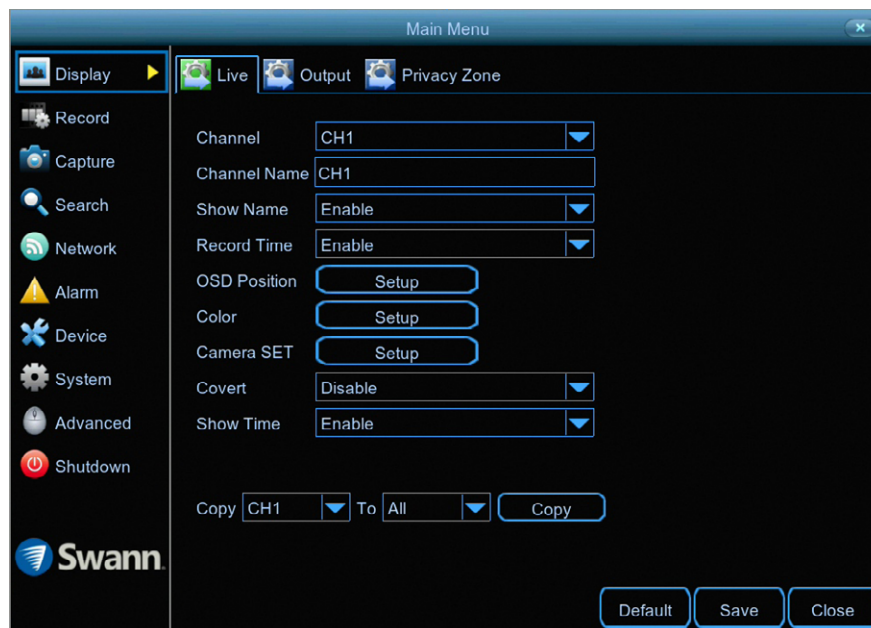 Main Menu
Display
Record
Capture
Search
Network
Alarm
Device
System
Advanced
Shutdown
Swann.
Live Output Privacy Zone
Channel CH1
Channel Name CH1
Show Name Enable
Record Time Enable
OSD Position Setup
Color Setup
Camera SET Setup
Covert Disable
Show Time Enable
Copy CH1 To All Copy
Default Save Close